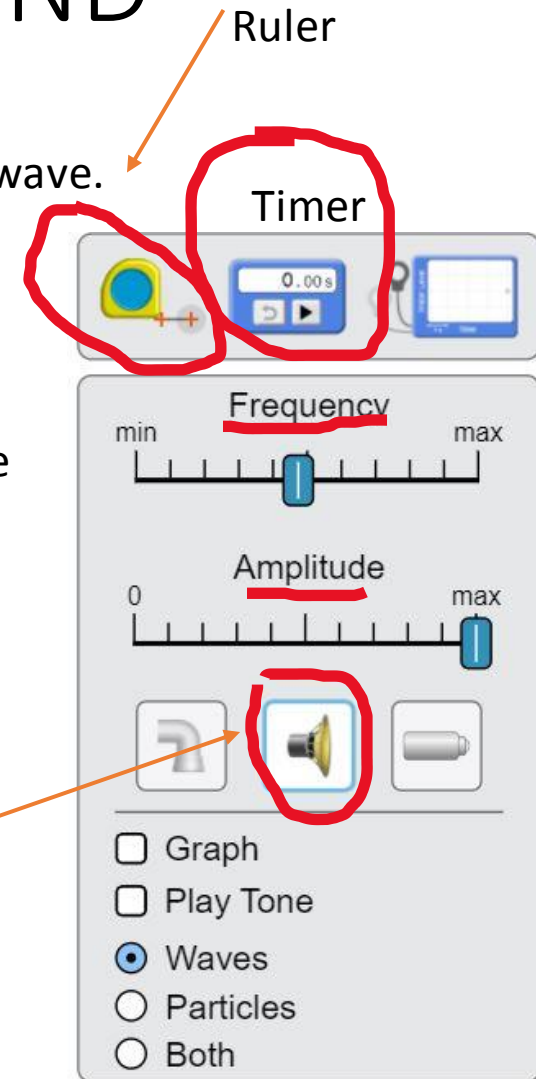 ND
Ruler
wave.
Timer
0.00s
Frequency
min
max
e
Amplitude
0
max
Graph
Play Tone
Waves
Particles
Both